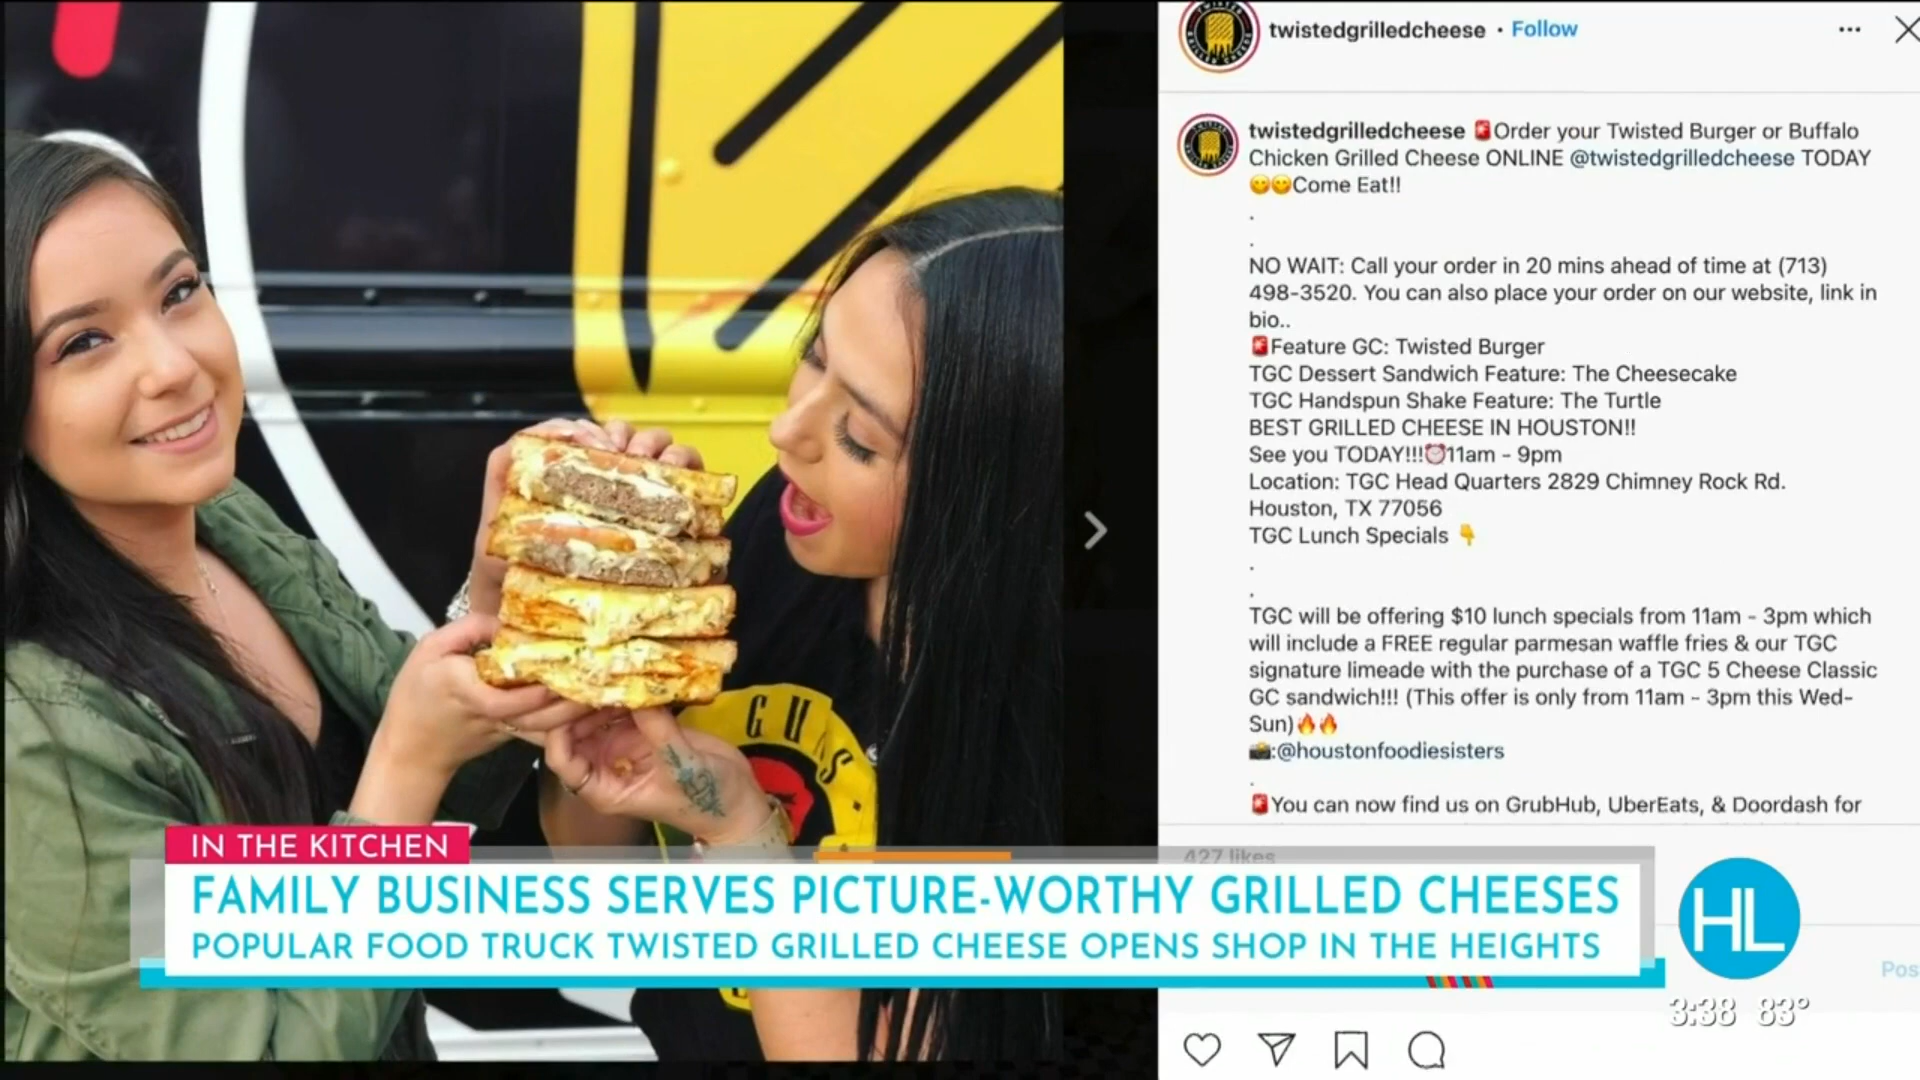 twistedgrilledcheese • Follow
twistedgrilledcheese 🚨Order your Twisted Burger or Buffalo
Chicken Grilled Cheese ONLINE @twistedgrilledcheese TODAY
😋😋Come Eat!!
.
.
NO WAIT: Call your order in 20 mins ahead of time at (713)
498-3520. You can also place your order on our website, link in
bio..
🚨Feature GC: Twisted Burger
TGC Dessert Sandwich Feature: The Cheesecake
TGC Handspun Shake Feature: The Turtle
BEST GRILLED CHEESE IN HOUSTON!!
See you TODAY!!!⏰11am - 9pm
Location: TGC Head Quarters 2829 Chimney Rock Rd.
Houston, TX 77056
TGC Lunch Specials 👇
.
.
TGC will be offering $10 lunch specials from 11am - 3pm which
will include a FREE regular parmesan waffle fries & our TGC
signature limeade with the purchase of a TGC 5 Cheese Classic
GC sandwich!!! (This offer is only from 11am - 3pm this Wed-
Sun)🔥🔥
📸:@houstonfoodiesisters
.
🚨You can now find us on GrubHub, UberEats, & Doordash for
427 likes
GUNS
IN THE KITCHEN
FAMILY BUSINESS SERVES PICTURE-WORTHY GRILLED CHEESES
POPULAR FOOD TRUCK TWISTED GRILLED CHEESE OPENS SHOP IN THE HEIGHTS
HL
3:38 83°